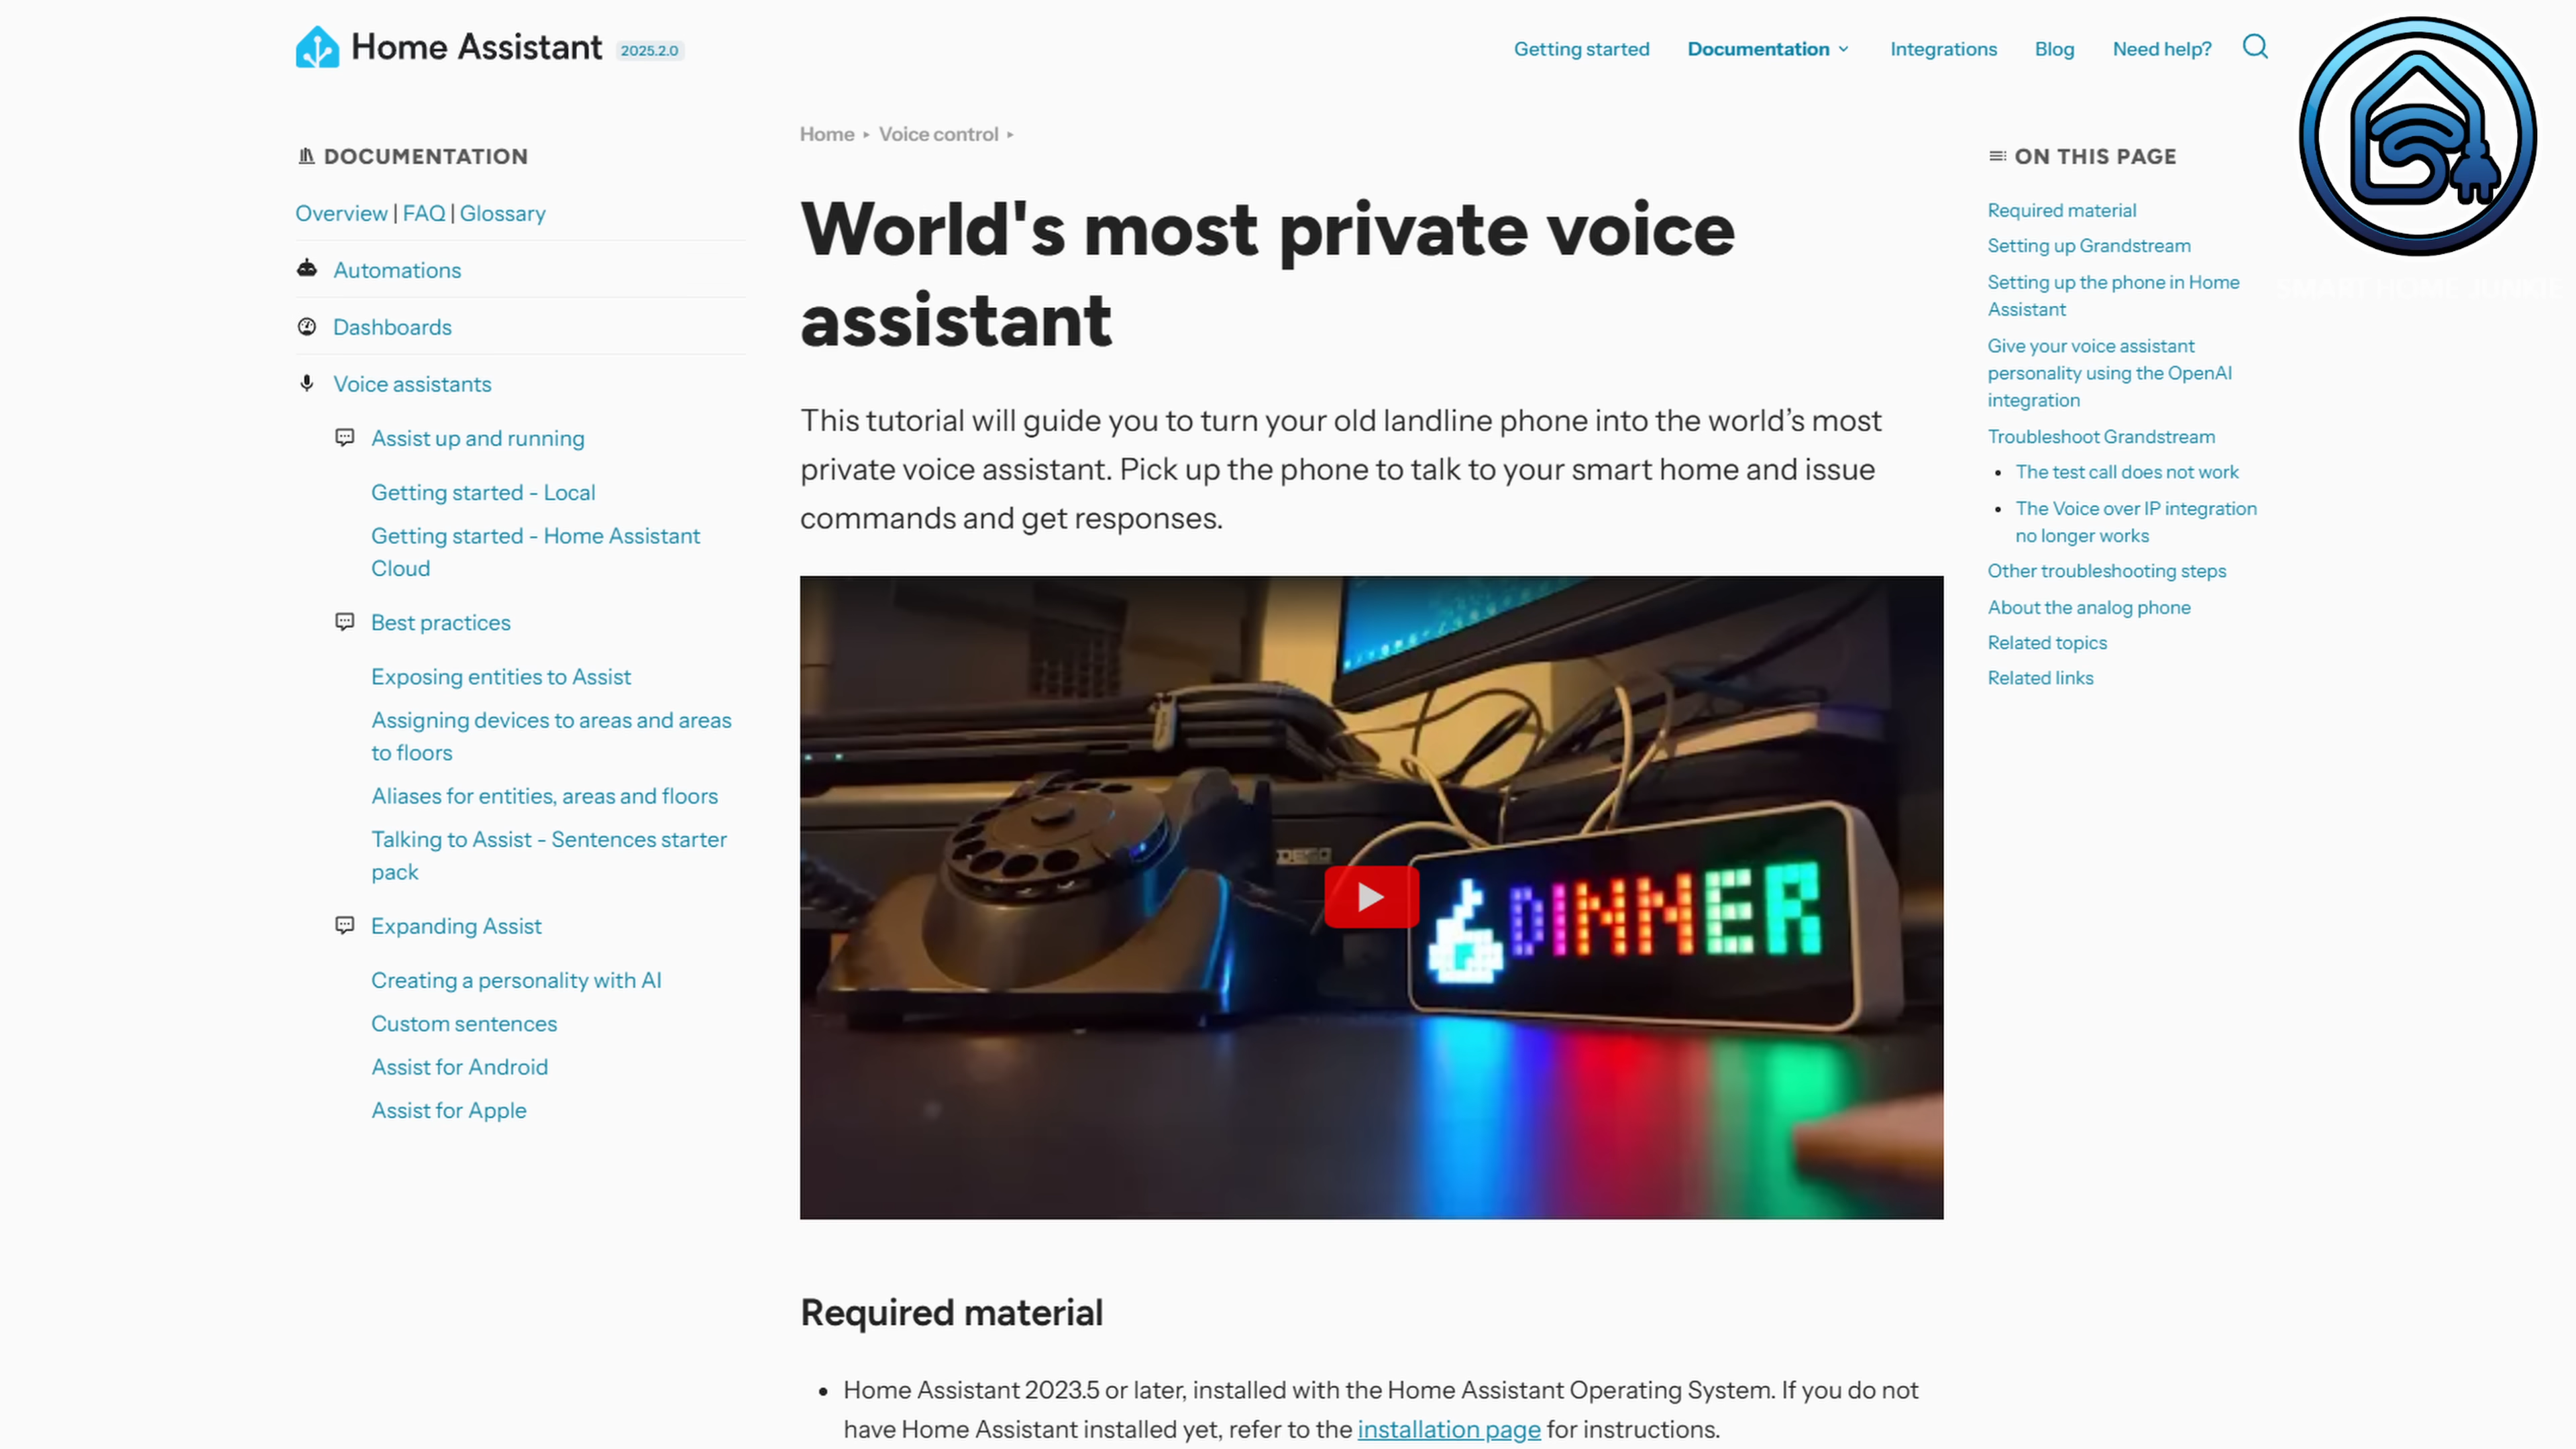 Home Assistant 2025.2.0
Getting started
Documentation
Integrations
Blog
Need help?
DOCUMENTATION
Overview | FAQ | Glossary
Automations
Dashboards
Voice assistants
Assist up and running
Getting started - Local
Getting started - Home Assistant
Cloud
Best practices
Exposing entities to Assist
Assigning devices to areas and areas
to floors
Aliases for entities, areas and floors
Talking to Assist - Sentences starter
pack
Expanding Assist
Creating a personality with AI
Custom sentences
Assist for Android
Assist for Apple
Home ▸ Voice control ▸
World's most private voice
assistant
This tutorial will guide you to turn your old landline phone into the world’s most
private voice assistant. Pick up the phone to talk to your smart home and issue
commands and get responses.
DINNER
Required material
• Home Assistant 2023.5 or later, installed with the Home Assistant Operating System. If you do not
have Home Assistant installed yet, refer to the installation page for instructions.
ON THIS PAGE
Required material
Setting up Grandstream
Setting up the phone in Home
Assistant
Give your voice assistant
personality using the OpenAI
integration
Troubleshoot Grandstream
• The test call does not work
• The Voice over IP integration
no longer works
Other troubleshooting steps
About the analog phone
Related topics
Related links
SMART HOME JUNKIE